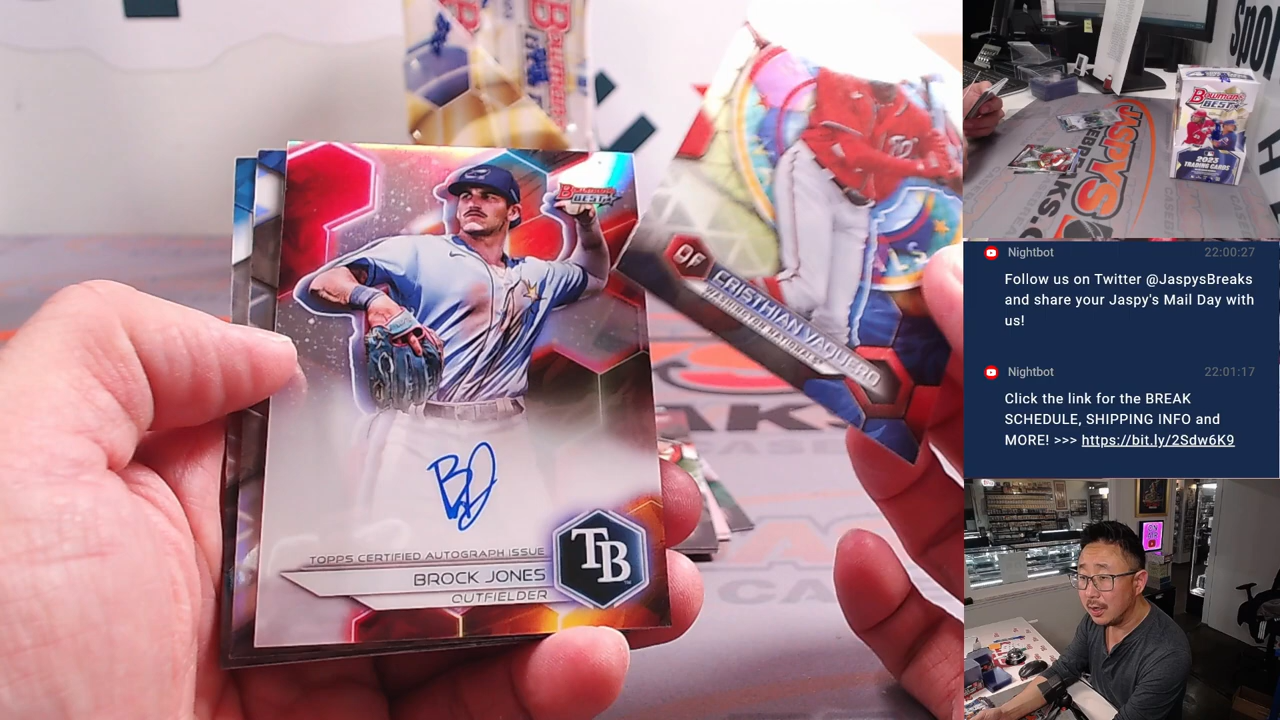 BOWMAN'S
BEST
TOPPS CERTIFIED AUTOGRAPH ISSUE
BROCK JONES
OUTFIELDER
TB
OF
CRISTHIAN VAQUERO
WASHINGTON NATIONALS
BOWMAN'S
BEST
2023
TRADING CARDS
JASPYS
Nightbot 22:00:27
Follow us on Twitter @JaspysBreaks
and share your Jaspy's Mail Day with
us!
Nightbot 22:01:17
Click the link for the BREAK
SCHEDULE, SHIPPING INFO and
MORE! >>> https://bit.ly/2Sdw6K9